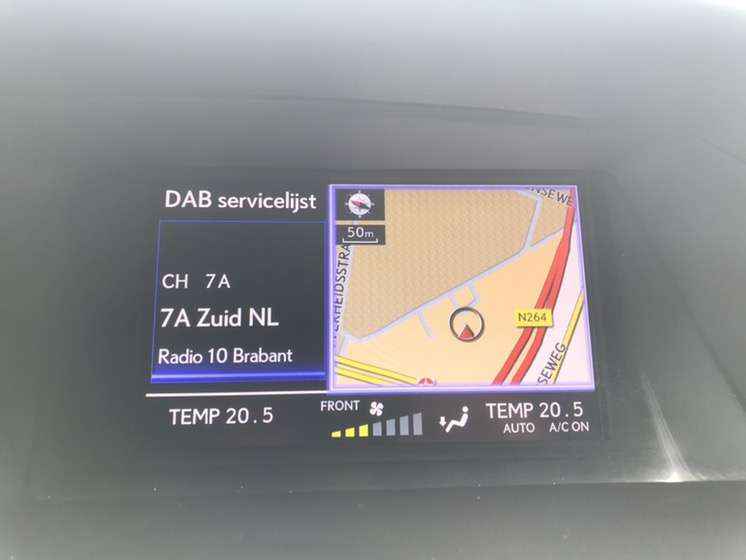 DAB servicelijst
CH 7A
7A Zuid NL
Radio 10 Brabant
50m
N264
SEWEG
TEMP 20.5
FRONT
TEMP 20.5
AUTO A/C ON